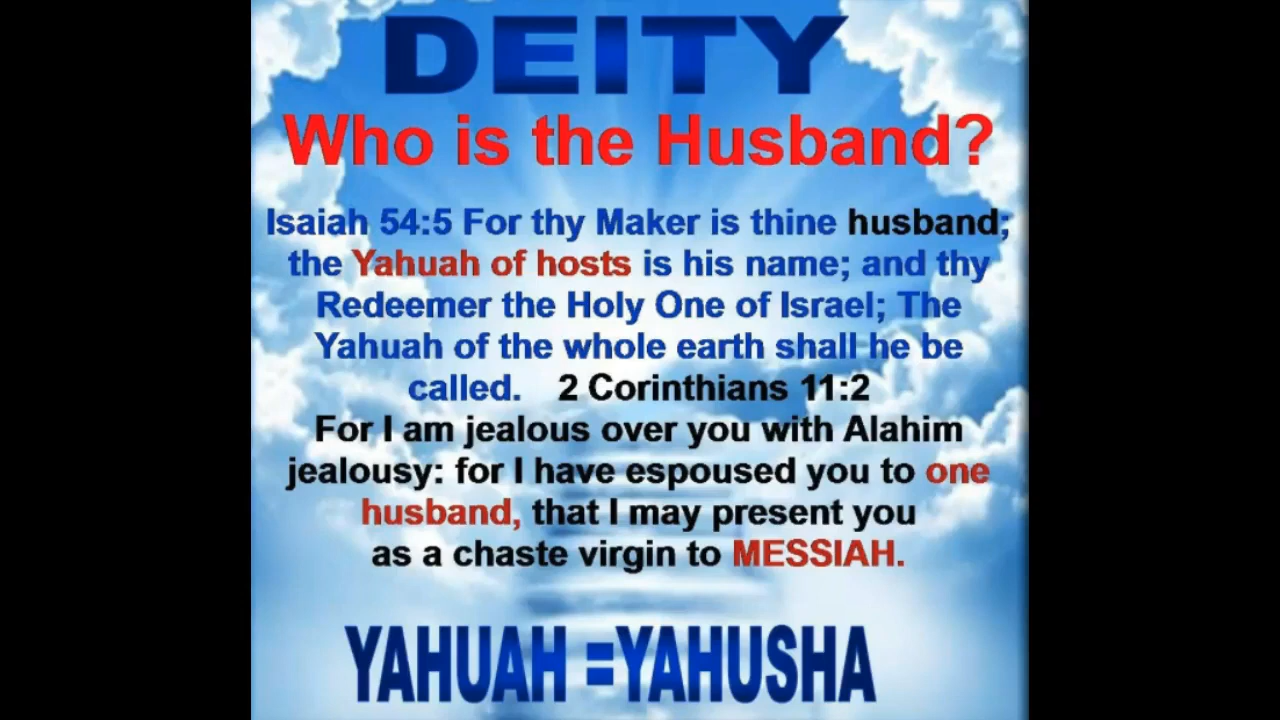 DEITY
Who is the Husband?
Isaiah 54:5 For thy Maker is thine husband;
the Yahuah of hosts is his name; and thy
Redeemer the Holy One of Israel; The
Yahuah of the whole earth shall he be
called. 2 Corinthians 11:2
For I am jealous over you with Alahim
jealousy: for I have espoused you to one
husband, that I may present you
as a chaste virgin to MESSIAH.
YAHUAH =YAHUSHA